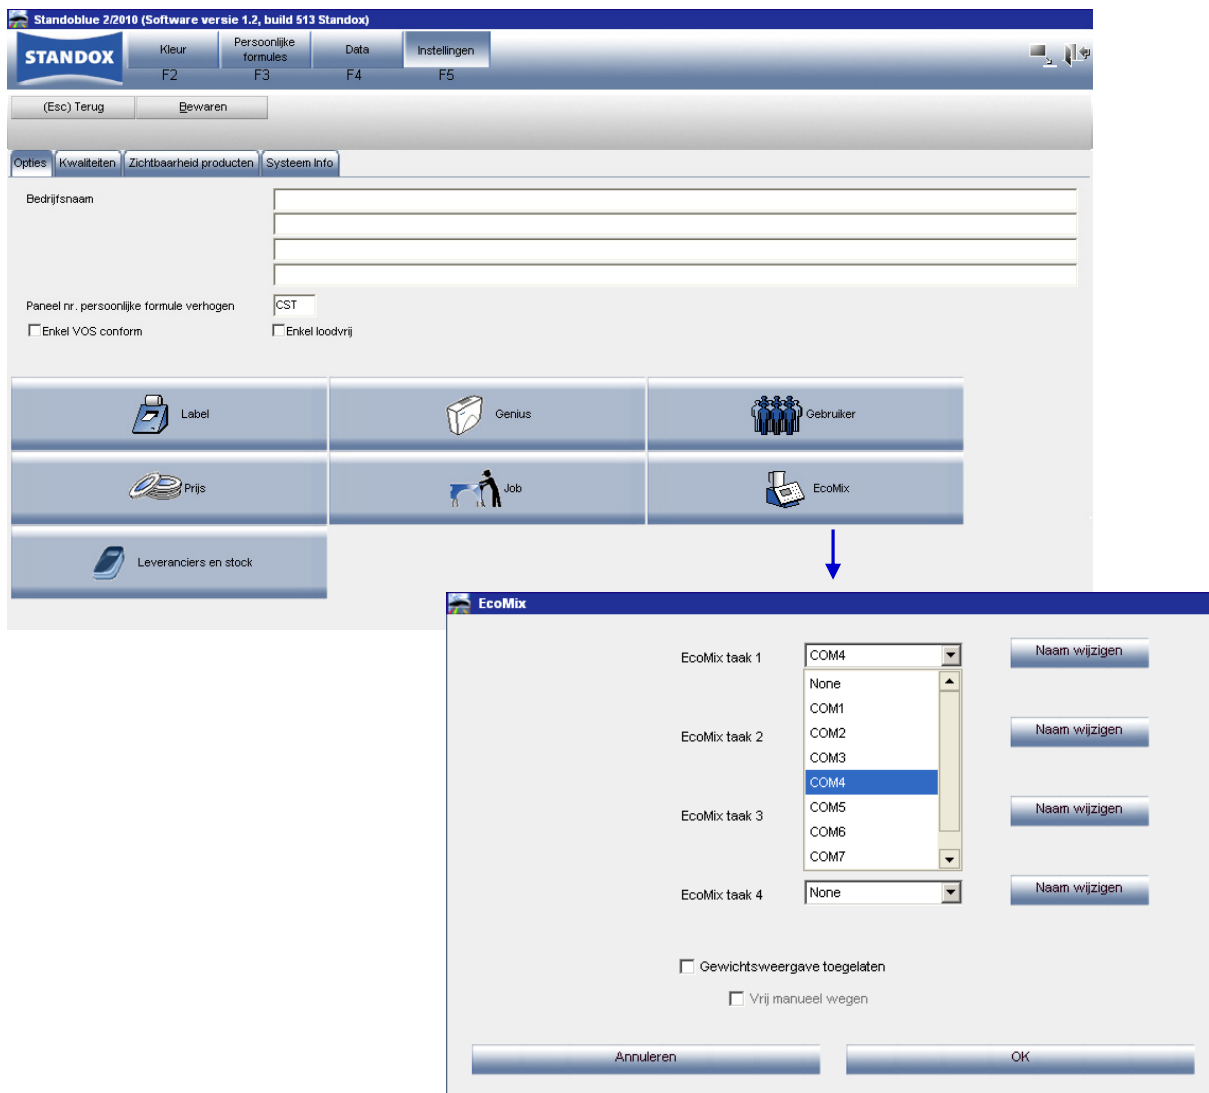 Standoblue 2/2010 (Software versie 1.2, build 513 Standox)
STANDOX
Kleur
Persoonlijke
formules
Data
Instellingen
F2
F3
F4
F5
(Esc) Terug
Bewaren
Opties
Kwaliteiten
Zichtbaarheid producten
Systeem Info
Bedrijfsnaam
Paneel nr. persoonlijke formule verhogen
CST
Enkel VOS conform
Enkel loodvrij
Label
Genius
Gebruiker
Prijs
Job
EcoMix
Leveranciers en stock
EcoMix
EcoMix taak 1
COM4
Naam wijzigen
None
COM1
COM2
EcoMix taak 2
Naam wijzigen
COM3
COM4
COM5
EcoMix taak 3
Naam wijzigen
COM6
COM7
EcoMix taak 4
None
Naam wijzigen
Gewichtsweergave toegelaten
Vrij manueel wegen
Annuleren
OK